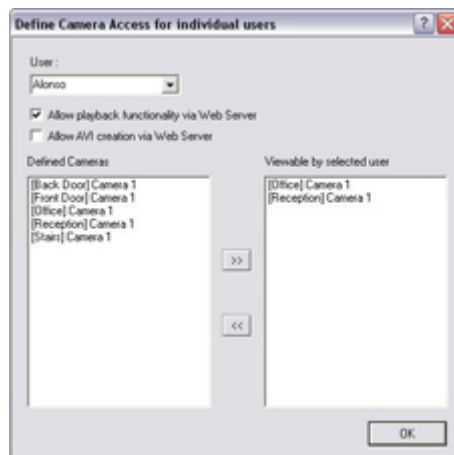 Define Camera Access for individual users
User :
Alonso
Allow playback functionality via Web Server
Allow AVI creation via Web Server
Defined Cameras
[Back Door] Camera 1
[Front Door] Camera 1
[Office] Camera 1
[Reception] Camera 1
[Stairs] Camera 1
>>
<<
Viewable by selected user
[Office] Camera 1
[Reception] Camera 1
OK